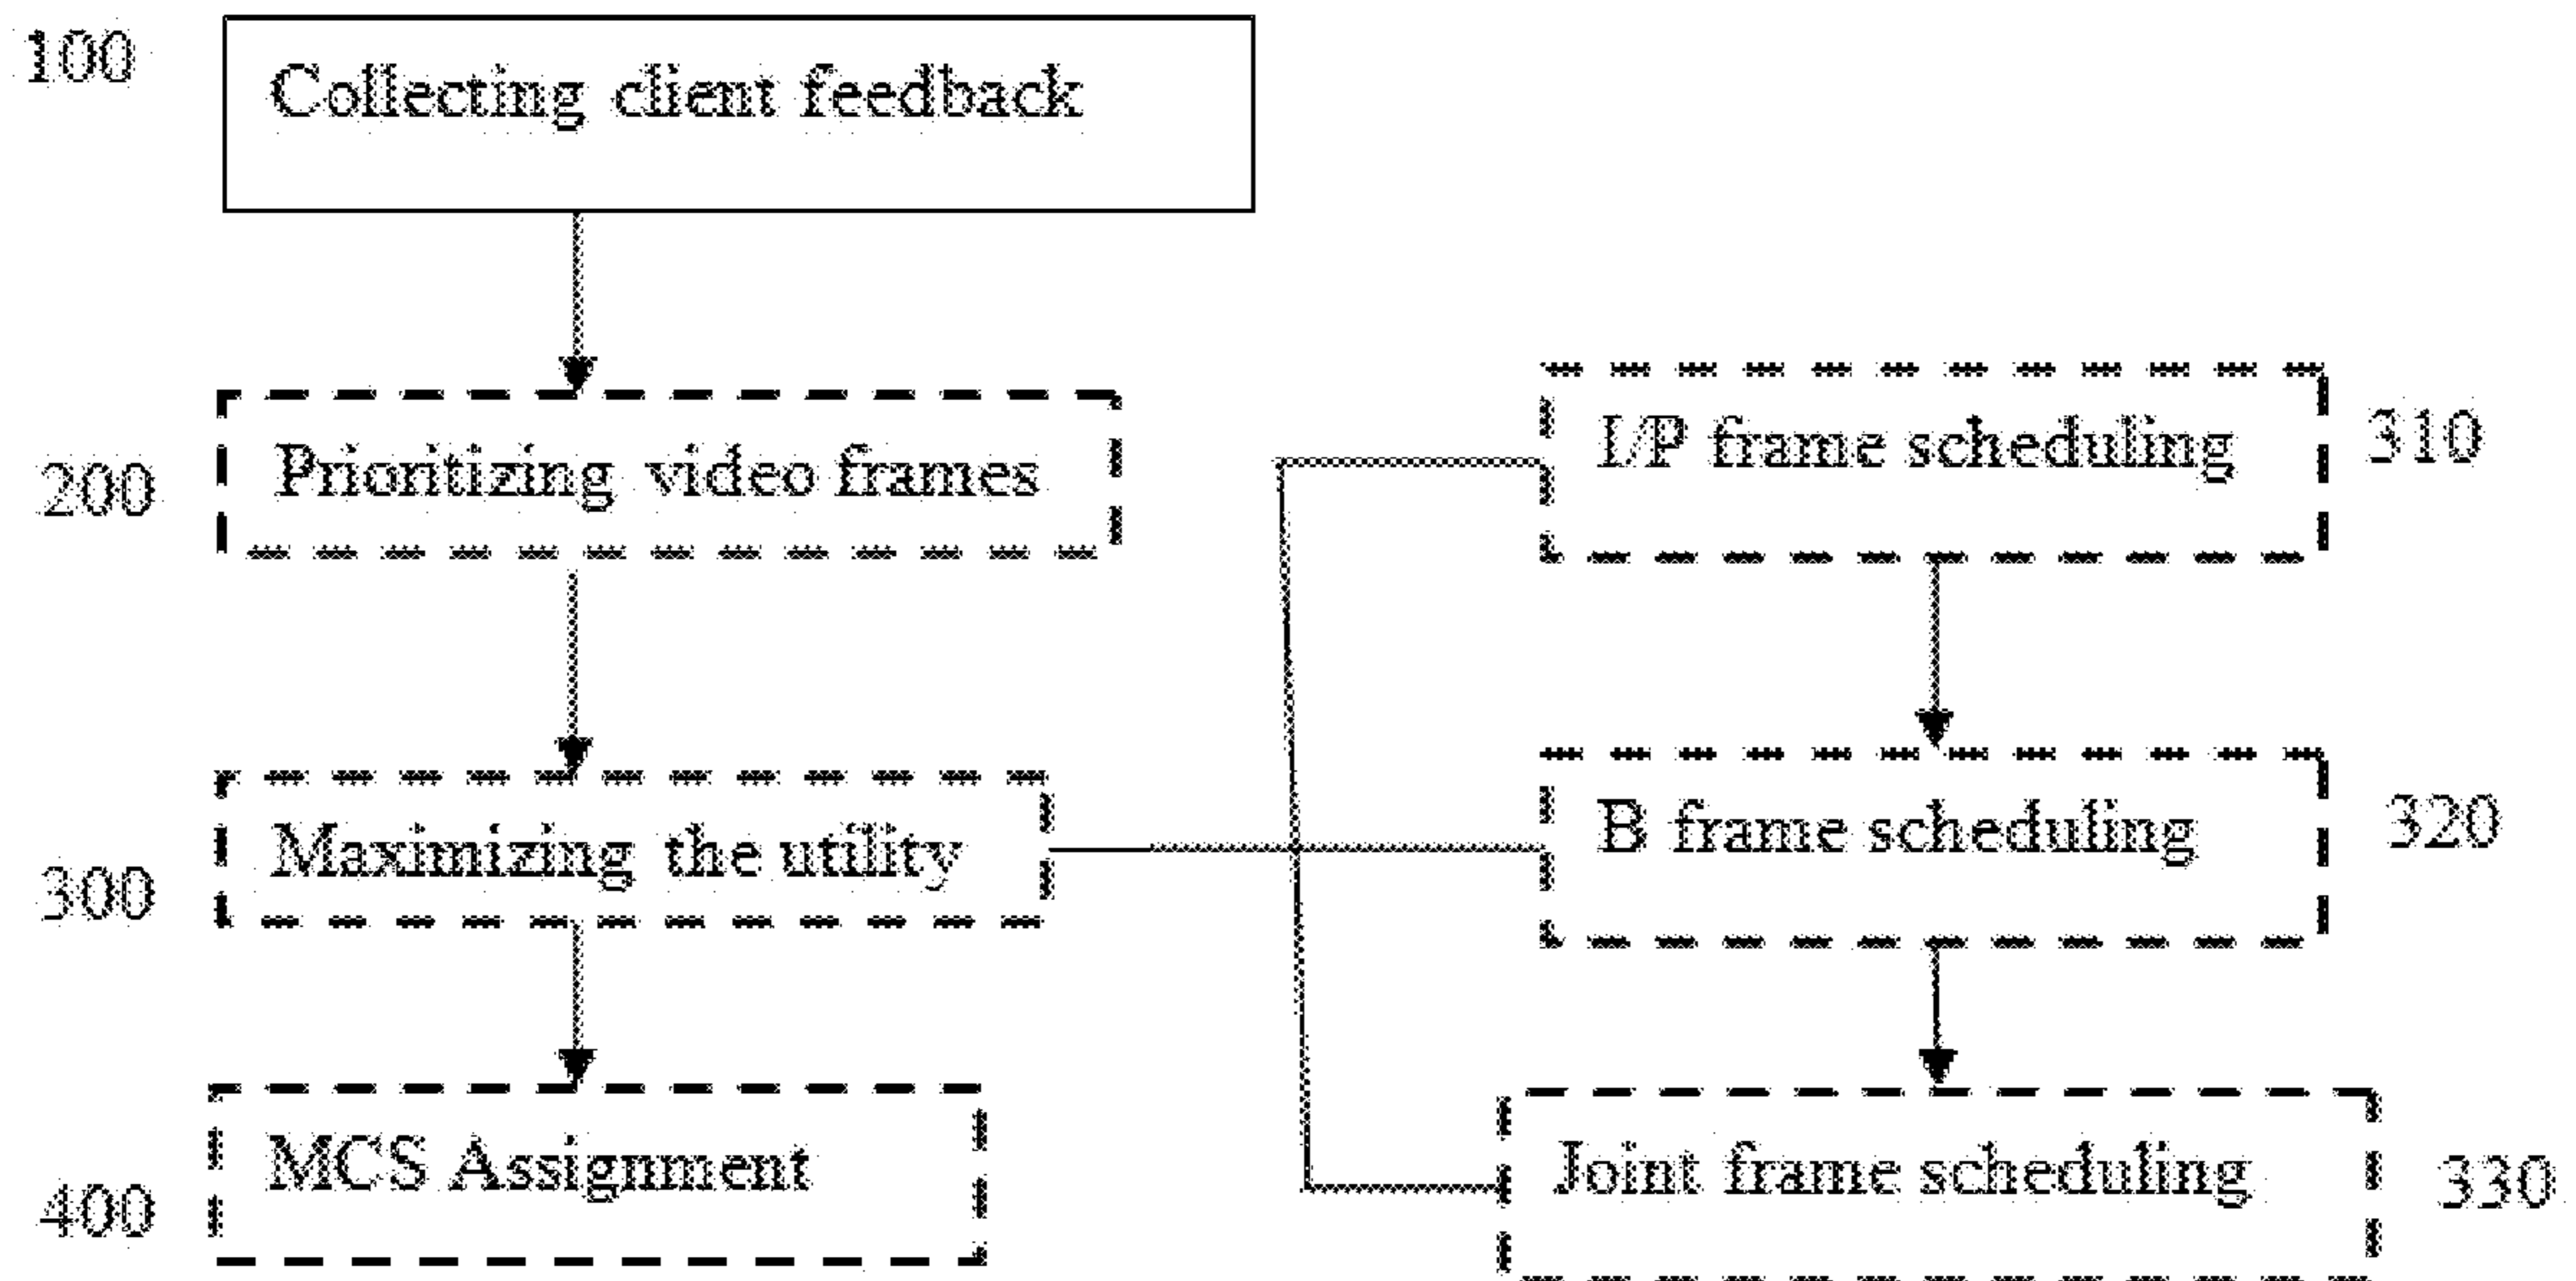 100
Collecting client feedback
200
Prioritizing video frames
300
Maximizing the utility
400
MCS Assignment
I/P frame scheduling
310
B frame scheduling
320
Joint frame scheduling
330